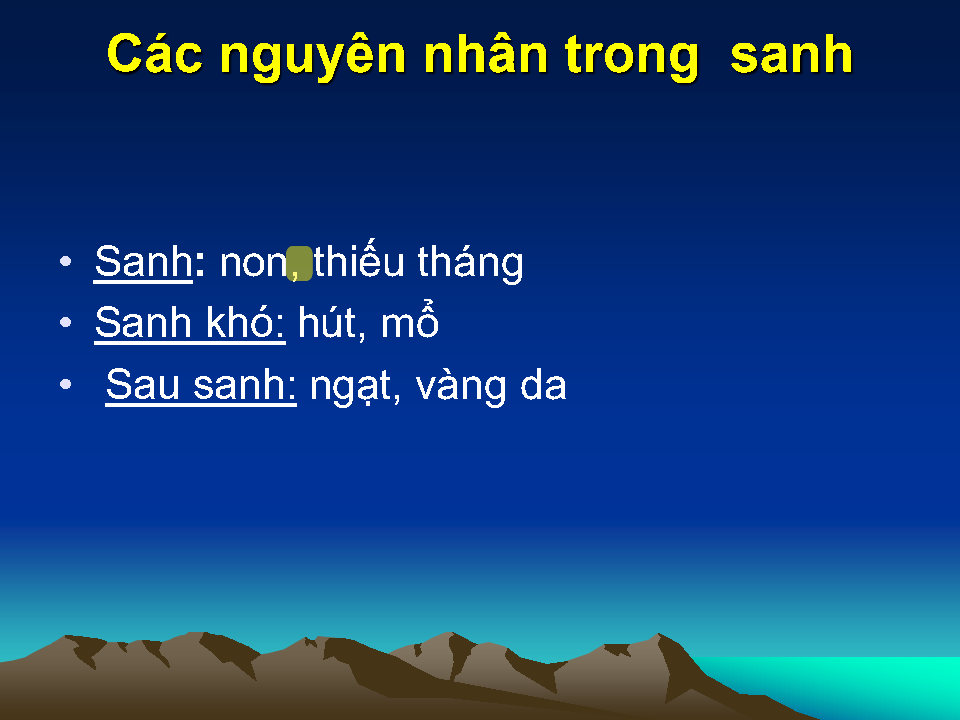 Các nguyên nhân trong sanh
• Sanh: non, thiếu tháng
• Sanh khó: hút, mổ
• Sau sanh: ngạt, vàng da